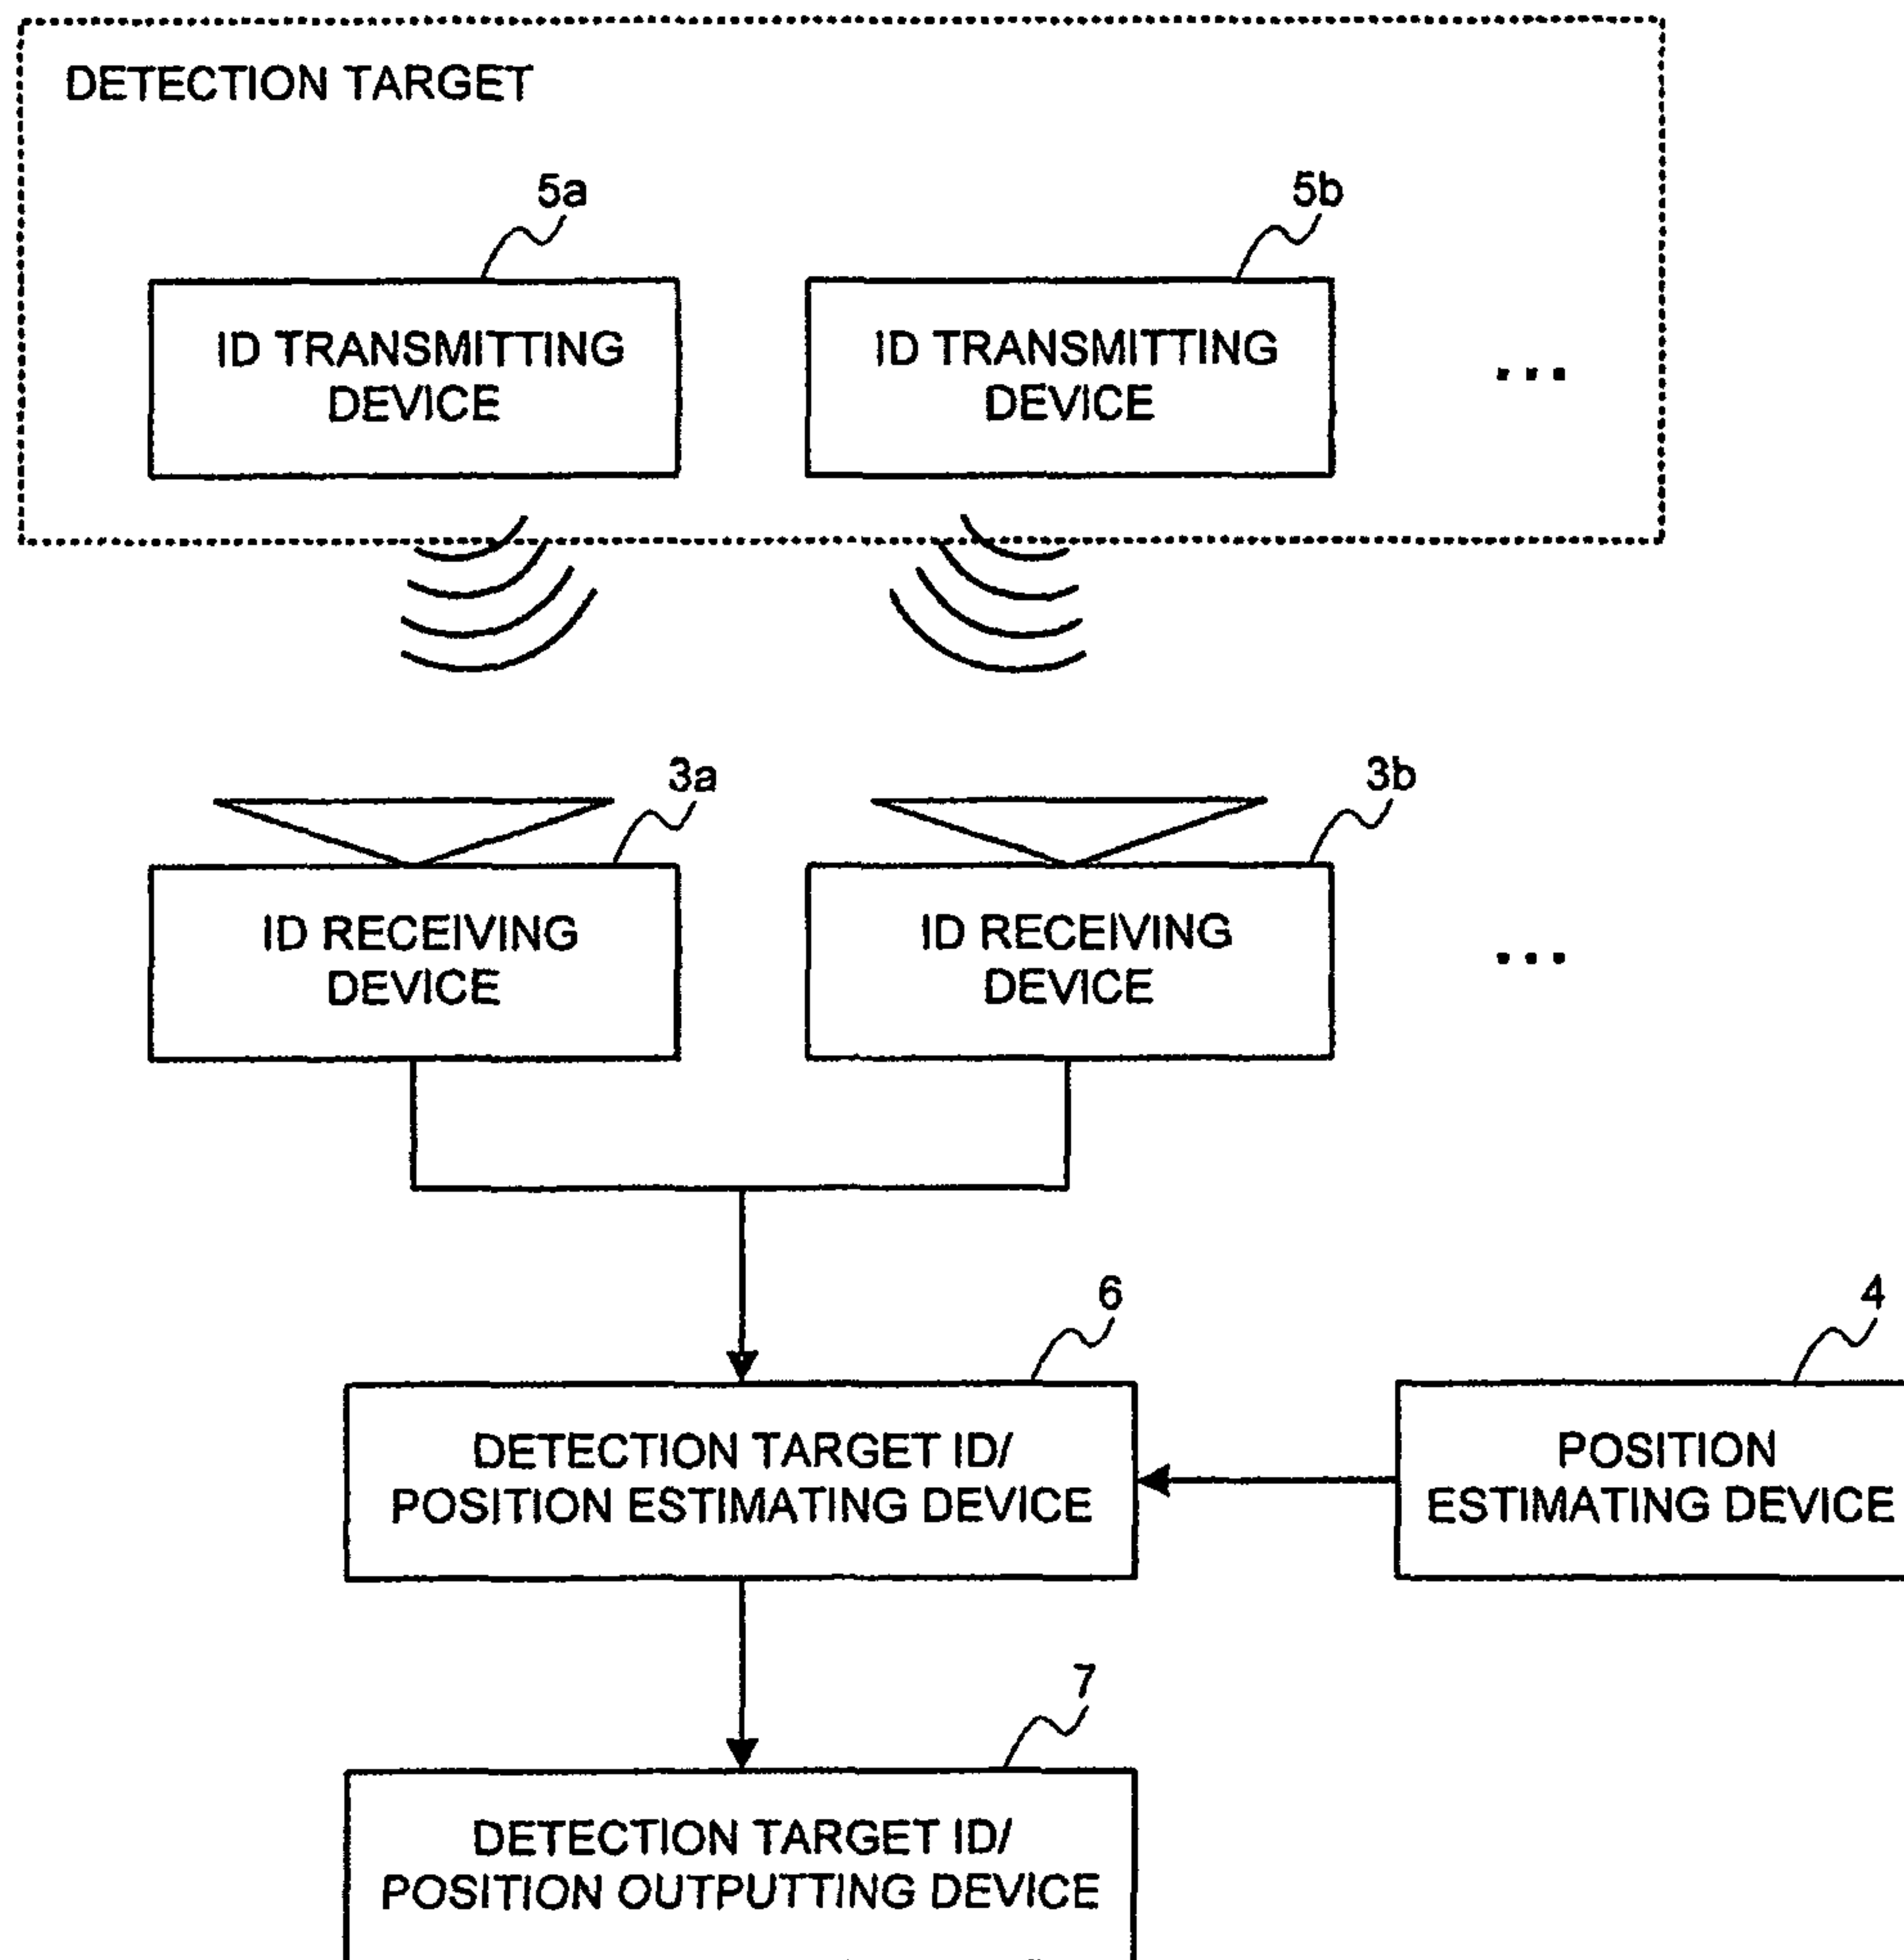 DETECTION TARGET
5a
5b
ID TRANSMITTING
DEVICE
ID TRANSMITTING
DEVICE
...
3a
3b
ID RECEIVING
DEVICE
ID RECEIVING
DEVICE
...
6
4
DETECTION TARGET ID/
POSITION ESTIMATING DEVICE
POSITION
ESTIMATING DEVICE
7
DETECTION TARGET ID/
POSITION OUTPUTTING DEVICE